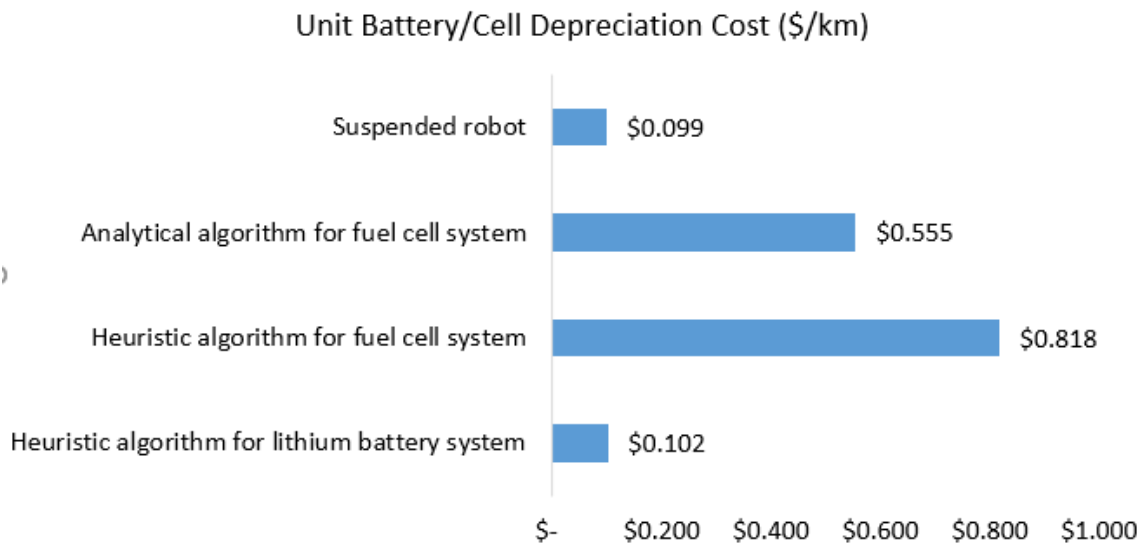 Unit Battery/Cell Depreciation Cost ($/km)
Suspended robot
$0.099
Analytical algorithm for fuel cell system
$0.555
Heuristic algorithm for fuel cell system
$0.818
Heuristic algorithm for lithium battery system
$0.102
$- $0.200 $0.400 $0.600 $0.800 $1.000